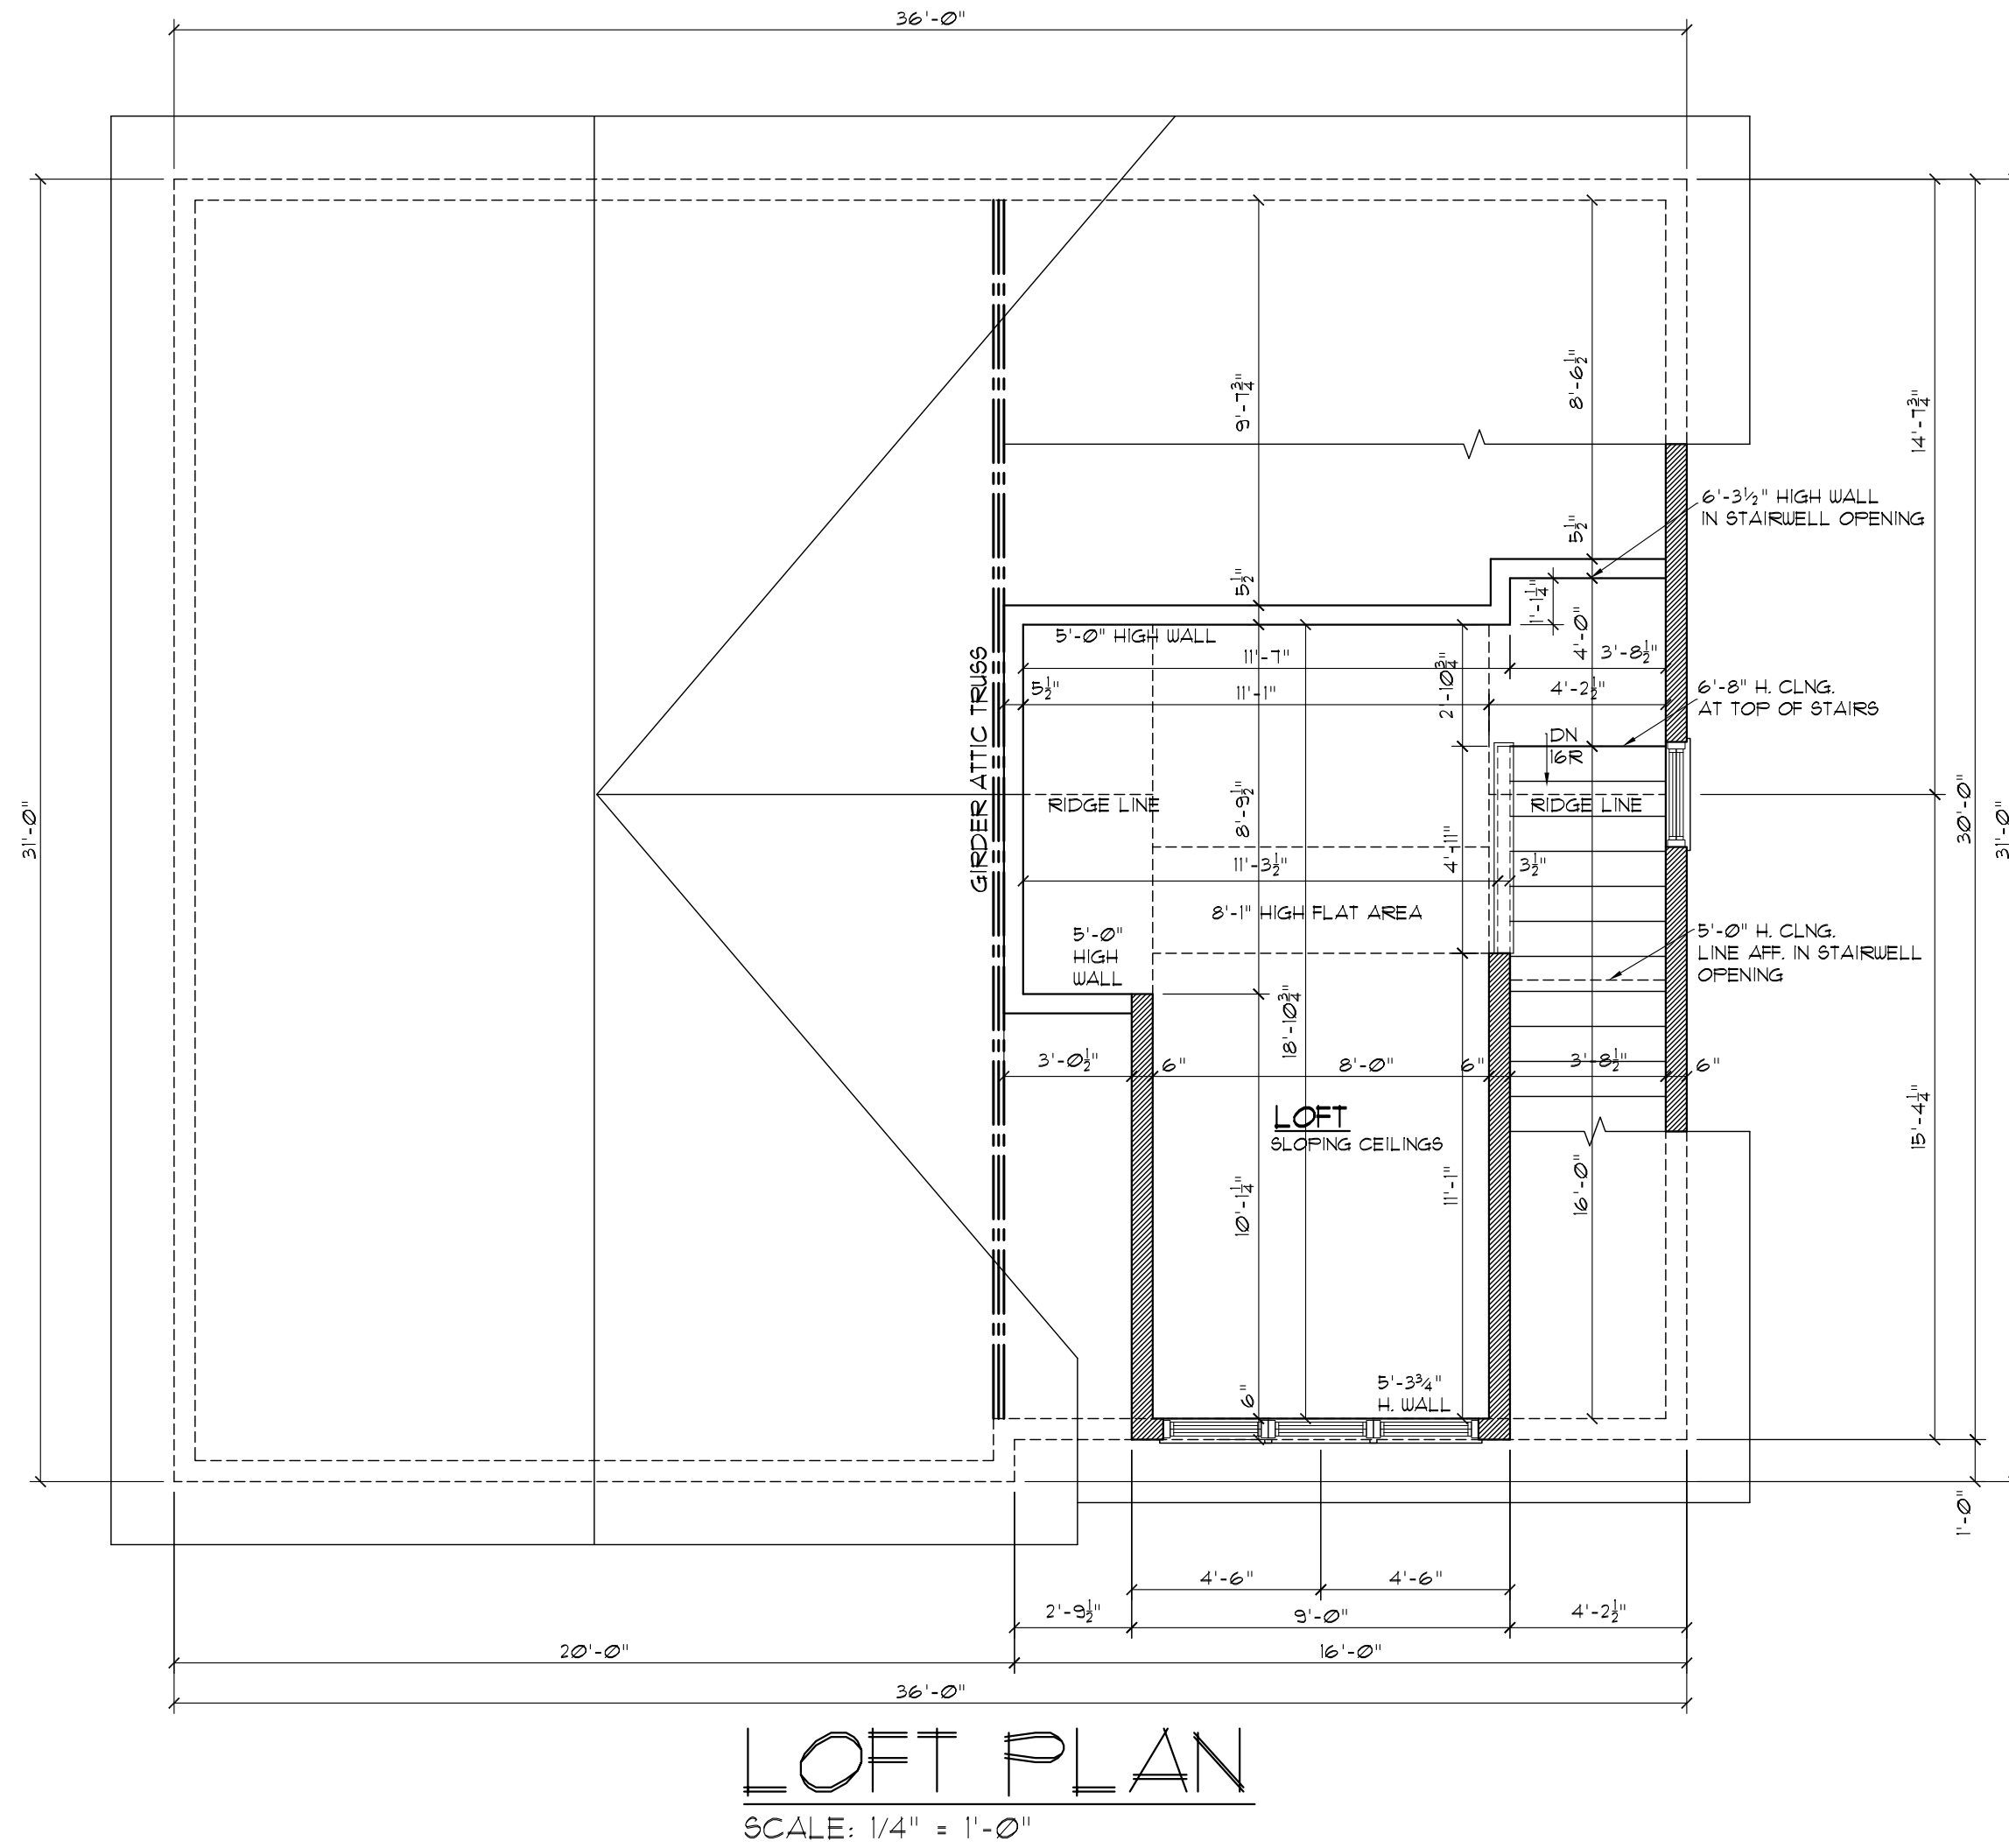 36'-0"
9'-7¾"
8'-6½"
14'-7¾"
6'-3½" HIGH WALL
IN STAIRWELL OPENING
5½"
5½"
1'-1¼"
4'-0"
5'-0" HIGH WALL
11'-7"
3'-8½"
2'-10¾"
5½"
11'-1"
4'-2½"
6'-8" H. CLNG.
AT TOP OF STAIRS
GIRDER ATTIC TRUSS
DN
16R
RIDGE LINE
RIDGE LINE
8'-9½"
31'-0"
30'-0"
31'-0"
4'-11"
11'-3½"
3½"
8'-1" HIGH FLAT AREA
5'-0"
HIGH
WALL
5'-0" H. CLNG.
LINE AFF. IN STAIRWELL
OPENING
18'-10¾"
3'-0½"
6"
8'-0"
6"
3'-8½"
6"
LOFT
SLOPING CEILINGS
15'-4¼"
10'-1¼"
11'-1"
16'-0"
6"
5'-3¾"
H. WALL
1'-0"
4'-6"
4'-6"
2'-9½"
9'-0"
4'-2½"
20'-0"
16'-0"
36'-0"
LOFT PLAN
SCALE: 1/4" = 1'-0"